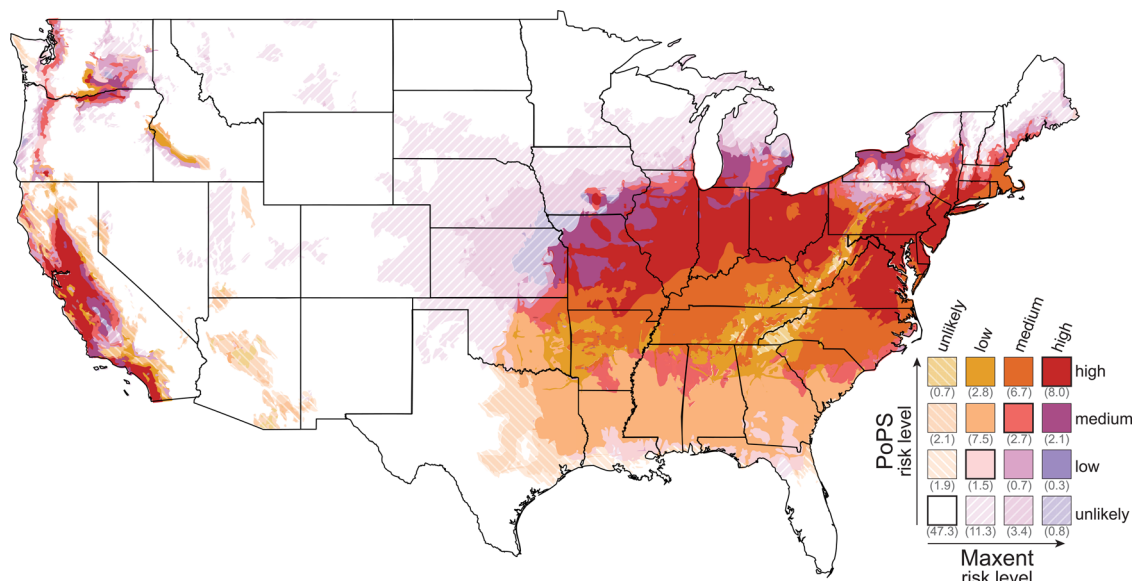 unlikely
low
medium
high
high
(0.7) (2.8) (6.7) (8.0)
medium
(2.1) (7.5) (2.7) (2.1)
low
(1.9) (1.5) (0.7) (0.3)
unlikely
(47.3) (11.3) (3.4) (0.8)
PoPS
risk level
Maxent
risk level